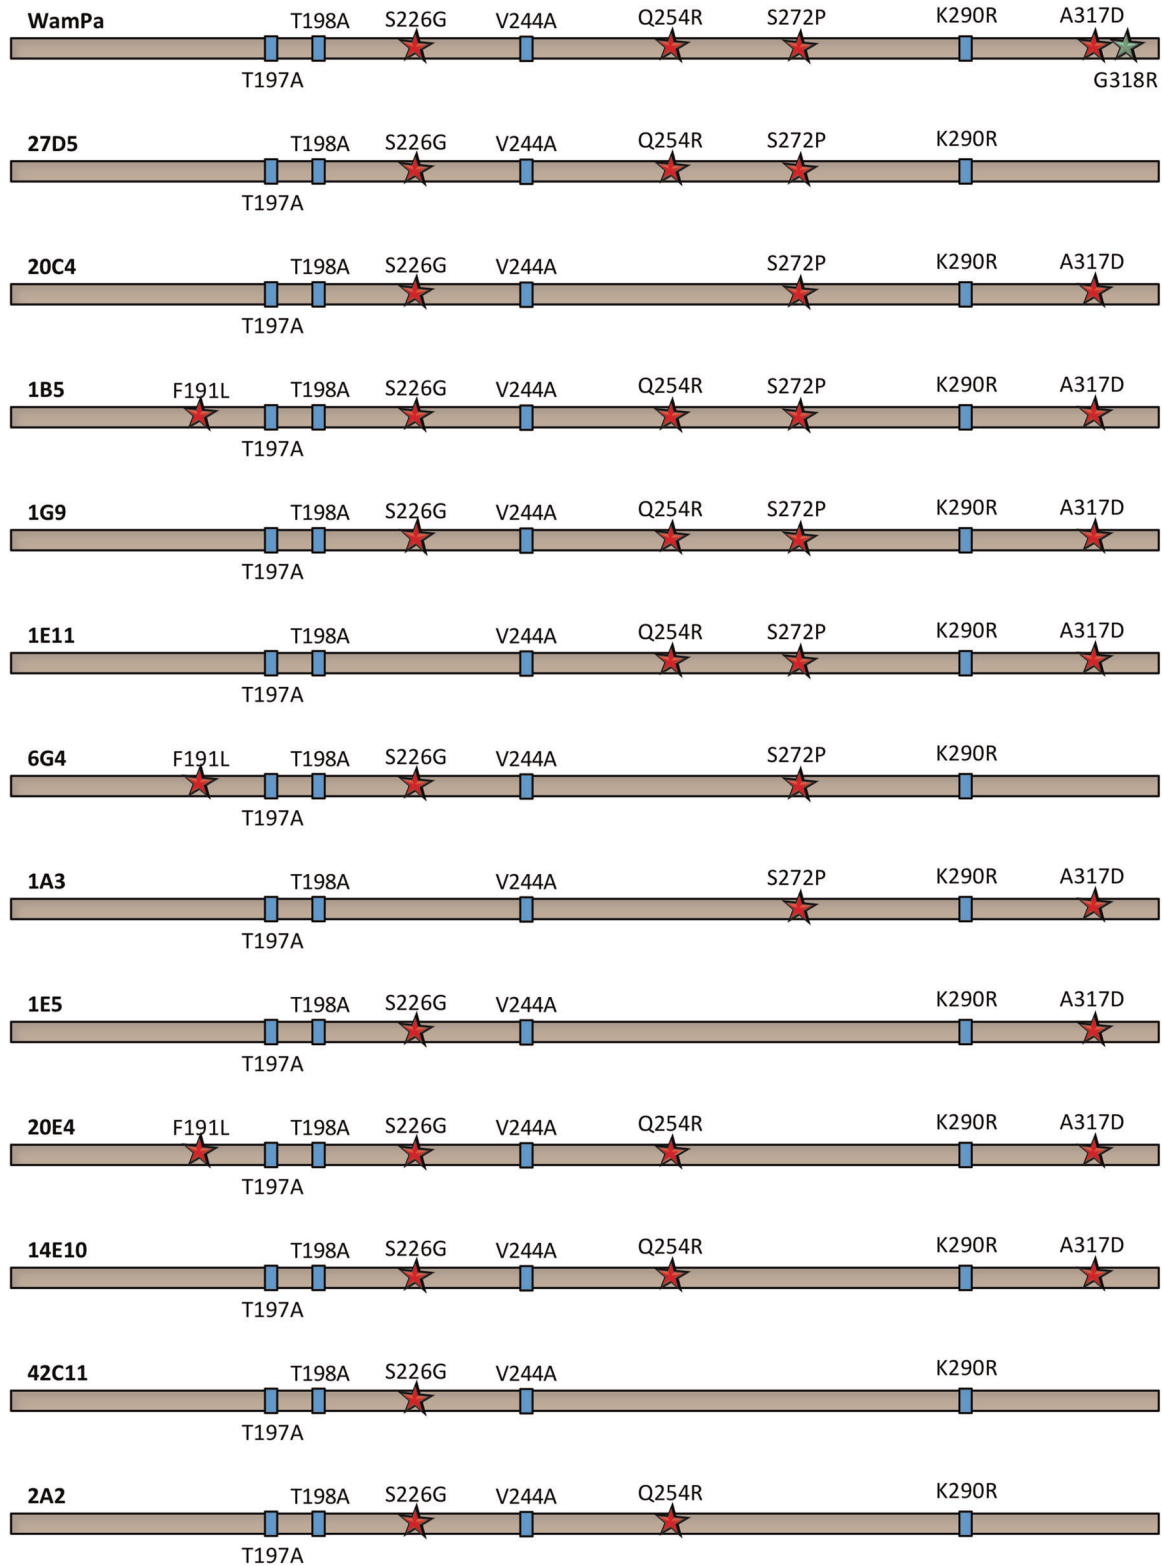 WamPa T198A S226G V244A Q254R S272P K290R A317D
T197A G318R
27D5 T198A S226G V244A Q254R S272P K290R
T197A
20C4 T198A S226G V244A S272P K290R A317D
T197A
1B5 F191L T198A S226G V244A Q254R S272P K290R A317D
T197A
1G9 T198A S226G V244A Q254R S272P K290R A317D
T197A
1E11 T198A V244A Q254R S272P K290R A317D
T197A
6G4 F191L T198A S226G V244A S272P K290R
T197A
1A3 T198A V244A S272P K290R A317D
T197A
1E5 T198A S226G V244A K290R A317D
T197A
20E4 F191L T198A S226G V244A Q254R K290R A317D
T197A
14E10 T198A S226G V244A Q254R K290R A317D
T197A
42C11 T198A S226G V244A K290R
T197A
2A2 T198A S226G V244A Q254R K290R
T197A